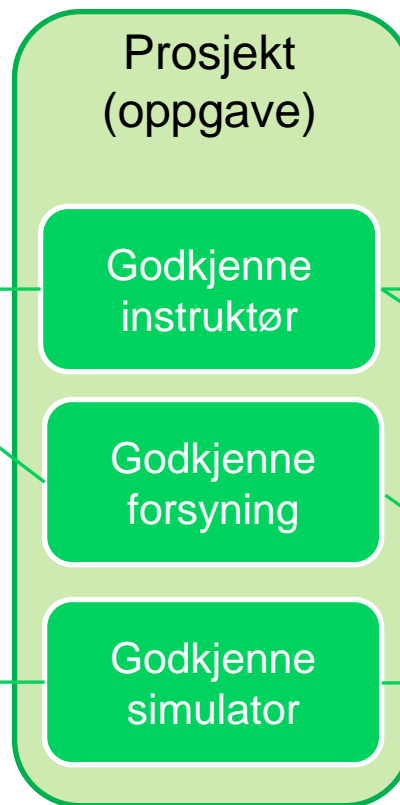 Prosjekt
(oppgave)
Godkjenne
instruktør
Godkjenne
forsyning
Godkjenne
simulator